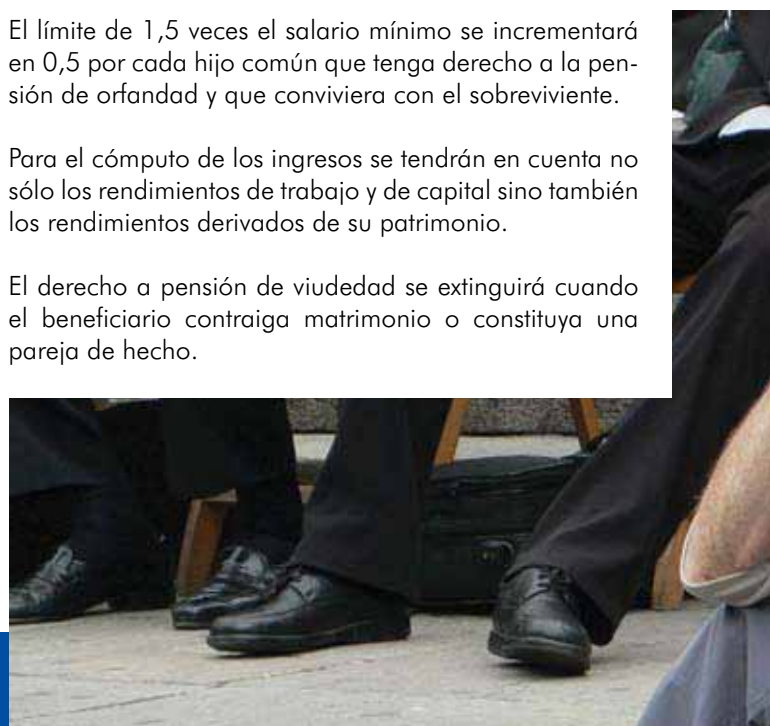 El límite de 1,5 veces el salario mínimo se incrementará
en 0,5 por cada hijo común que tenga derecho a la pen-
sión de orfandad y que conviviera con el sobreviviente.
Para el cómputo de los ingresos se tendrán en cuenta no
sólo los rendimientos de trabajo y de capital sino también
los rendimientos derivados de su patrimonio.
El derecho a pensión de viudedad se extinguirá cuando
el beneficiario contraiga matrimonio o constituya una
pareja de hecho.